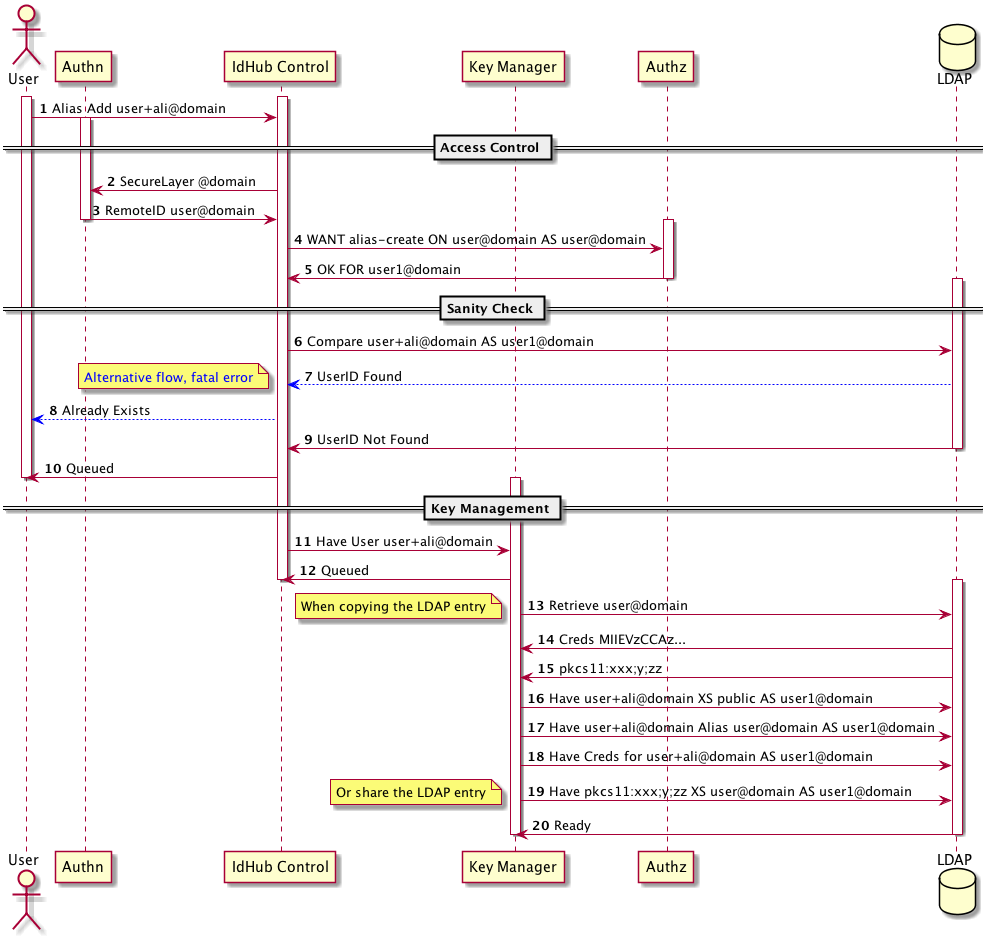 User
Authn
IdHub Control
Key Manager
Authz
LDAP
1 Alias Add user+ali@domain
Access Control
2 SecureLayer @domain
3 RemoteID user@domain
4 WANT alias-create ON user@domain AS user@domain
5 OK FOR user1@domain
Sanity Check
6 Compare user+ali@domain AS user1@domain
Alternative flow, fatal error
7 UserID Found
8 Already Exists
9 UserID Not Found
10 Queued
Key Management
11 Have User user+ali@domain
12 Queued
When copying the LDAP entry
13 Retrieve user@domain
14 Creds MIIEVzCCAz...
15 pkcs11:xxx;y;zz
16 Have user+ali@domain XS public AS user1@domain
17 Have user+ali@domain Alias user@domain AS user1@domain
18 Have Creds for user+ali@domain AS user1@domain
Or share the LDAP entry
19 Have pkcs11:xxx;y;zz XS user@domain AS user1@domain
20 Ready
User
Authn
IdHub Control
Key Manager
Authz
LDAP